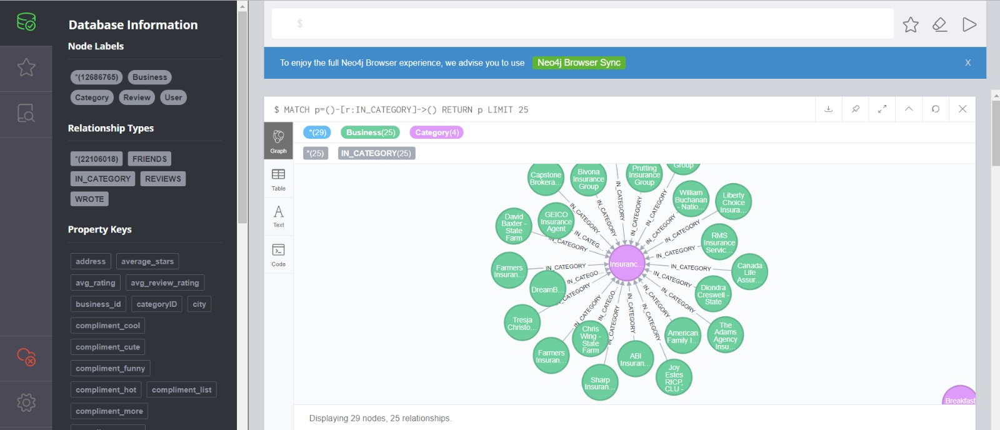 Database Information
Node Labels
*(12686765) Business
Category Review User
Relationship Types
*(22106018) FRIENDS
IN_CATEGORY REVIEWS
WROTE
Property Keys
address average_stars
avg_rating avg_review_rating
business_id categoryID city
compliment_cool
compliment_cute
compliment_funny
compliment_hot compliment_list
compliment_more
$
To enjoy the full Neo4j Browser experience, we advise you to use Neo4j Browser Sync X
$ MATCH p=()-[r:IN_CATEGORY]->() RETURN p LIMIT 25
Graph
Table
Text
Code
*(29) Business(25) Category(4)
*(25) IN_CATEGORY(25)
Capstone
Brokera...
Bivona
Insurance
Group
Prutting
Insurance
Group
Group
William
Buchanan
- Natio...
Liberty
Choice
Insura...
David
Baxter -
State
Farm
GEICO
Insurance
Agent
RMS
Insurance
Servic...
Farmers
Insuran...
Insuranc...
Canada
Life
Assur...
DreamB...
Diondra
Creswell -
State
Tresja
Christo...
Chris
Wing -
State
Farm
American
Family I...
The
Adams
Agency
Insu...
Farmers
Insuran...
ABI
Insuran...
Joy
Estes
RICP,
CLU -
Sharp
Insuran...
Breakfast
IN_CATEGORY
IN_CATEGORY
IN_CATEGORY
IN_CATEGORY
IN_CATEGORY
IN_CATEGORY
IN_CATEGORY
IN_CATEG...
IN_CATEGORY
IN_CATEGORY
IN_CATEGORY
IN_CATEGORY
IN_CATEGO...
IN_CATEGORY
IN_CATEGORY
IN_CATEGORY
IN_CATEGORY
IN_CATEGO...
IN_CATEGORY
IN_CATEGORY
IN_CATEGORY
IN_CATEGORY
Displaying 29 nodes, 25 relationships.